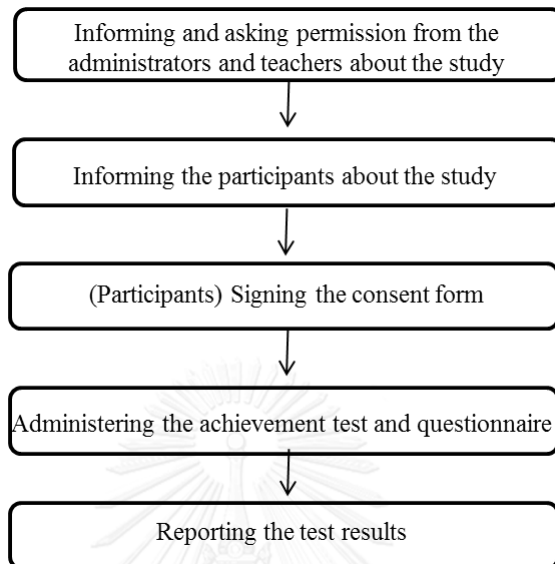 Informing and asking permission from the
administrators and teachers about the study
Informing the participants about the study
(Participants) Signing the consent form
Administering the achievement test and questionnaire
Reporting the test results